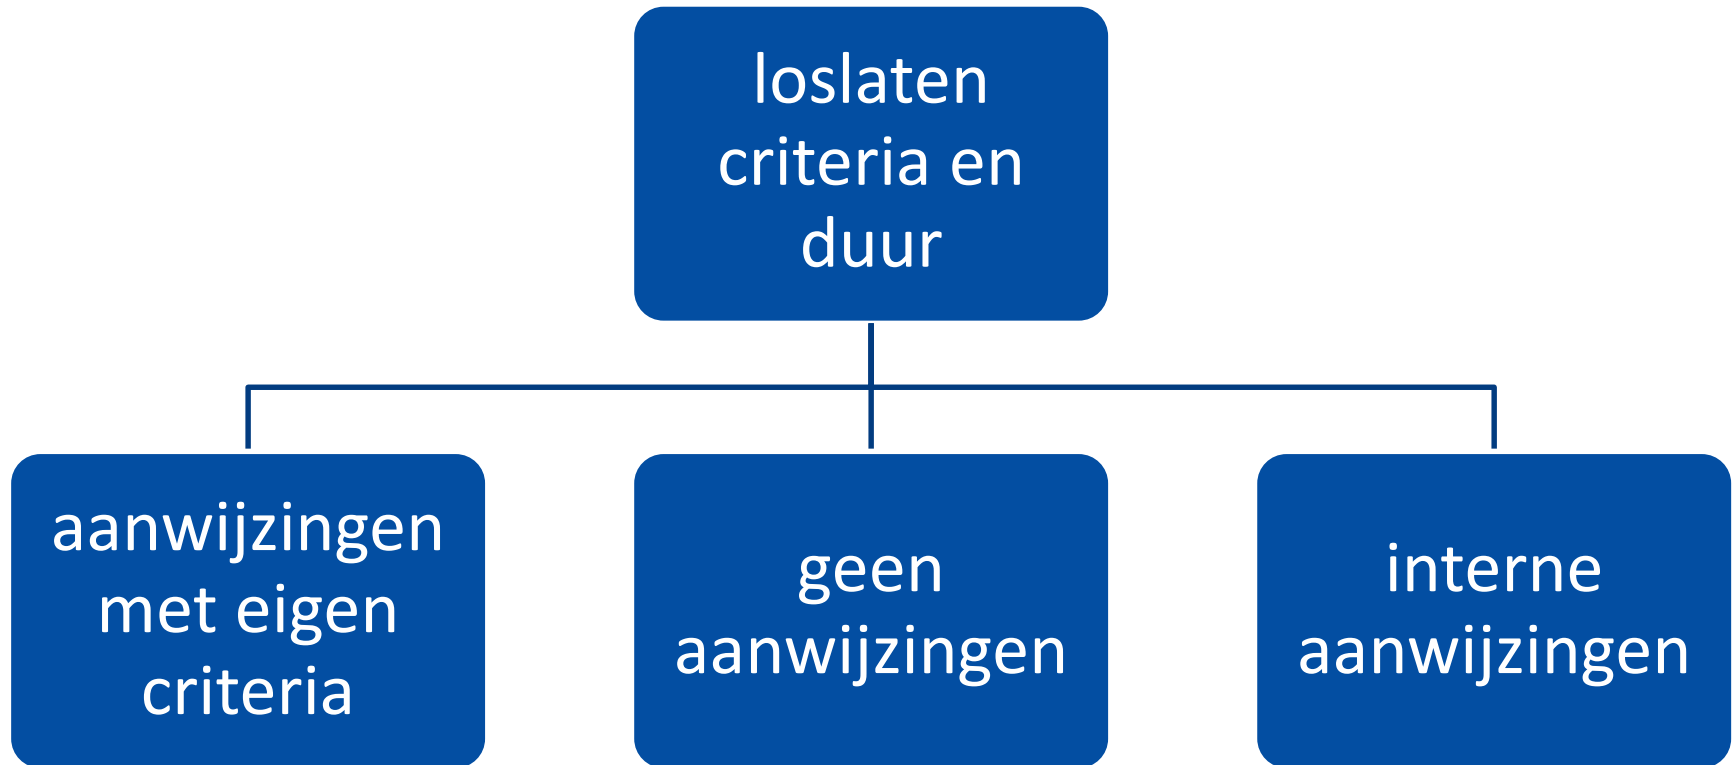 loslaten
criteria en
duur
aanwijzingen
met eigen
criteria
geen
aanwijzingen
interne
aanwijzingen